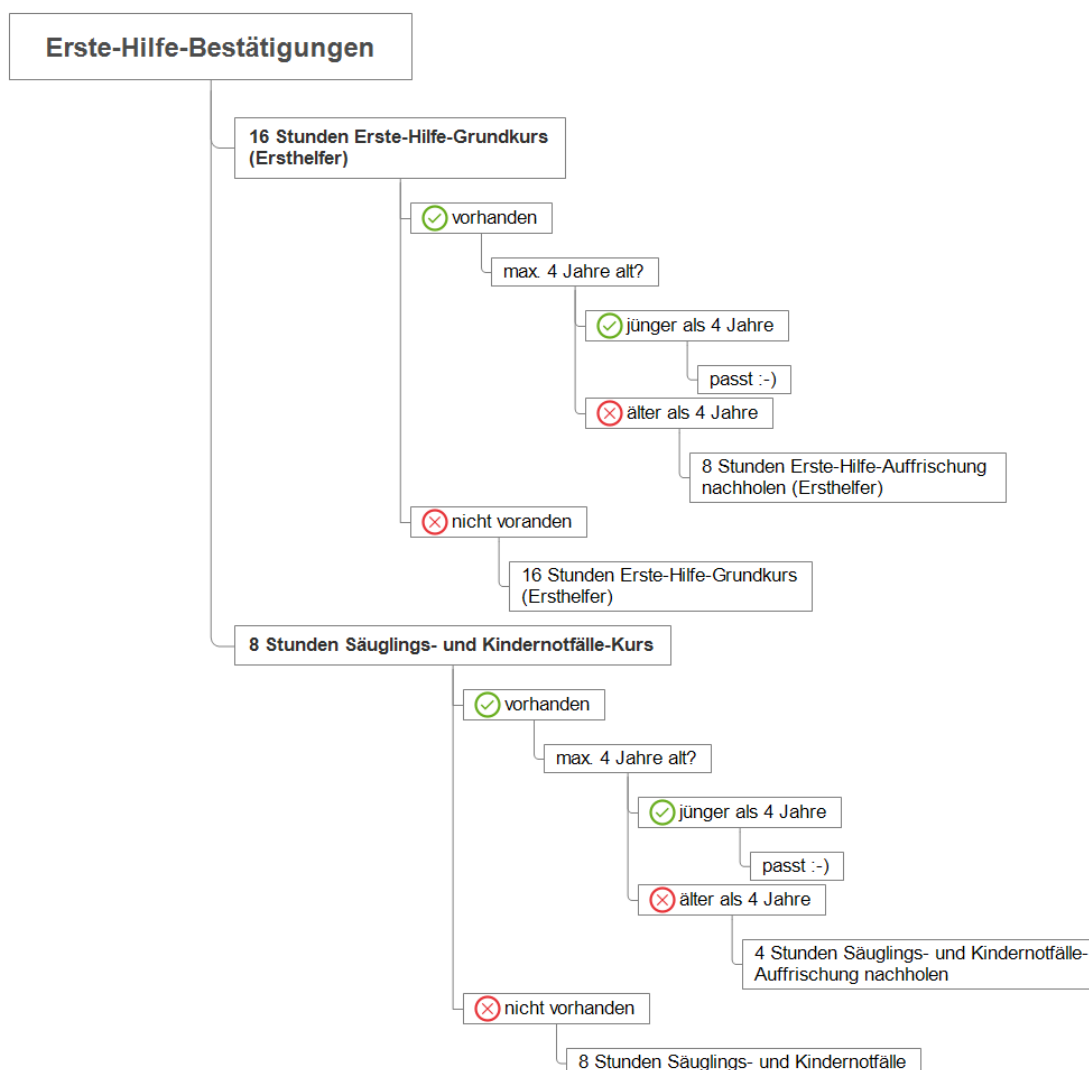 Erste-Hilfe-Bestätigungen
16 Stunden Erste-Hilfe-Grundkurs
(Ersthelfer)
vorhanden
max. 4 Jahre alt?
jünger als 4 Jahre
passt :-)
älter als 4 Jahre
8 Stunden Erste-Hilfe-Auffrischung
nachholen (Ersthelfer)
nicht voranden
16 Stunden Erste-Hilfe-Grundkurs
(Ersthelfer)
8 Stunden Säuglings- und Kindernotfälle-Kurs
vorhanden
max. 4 Jahre alt?
jünger als 4 Jahre
passt :-)
älter als 4 Jahre
4 Stunden Säuglings- und Kindernotfälle-
Auffrischung nachholen
nicht vorhanden
8 Stunden Säuglings- und Kindernotfälle